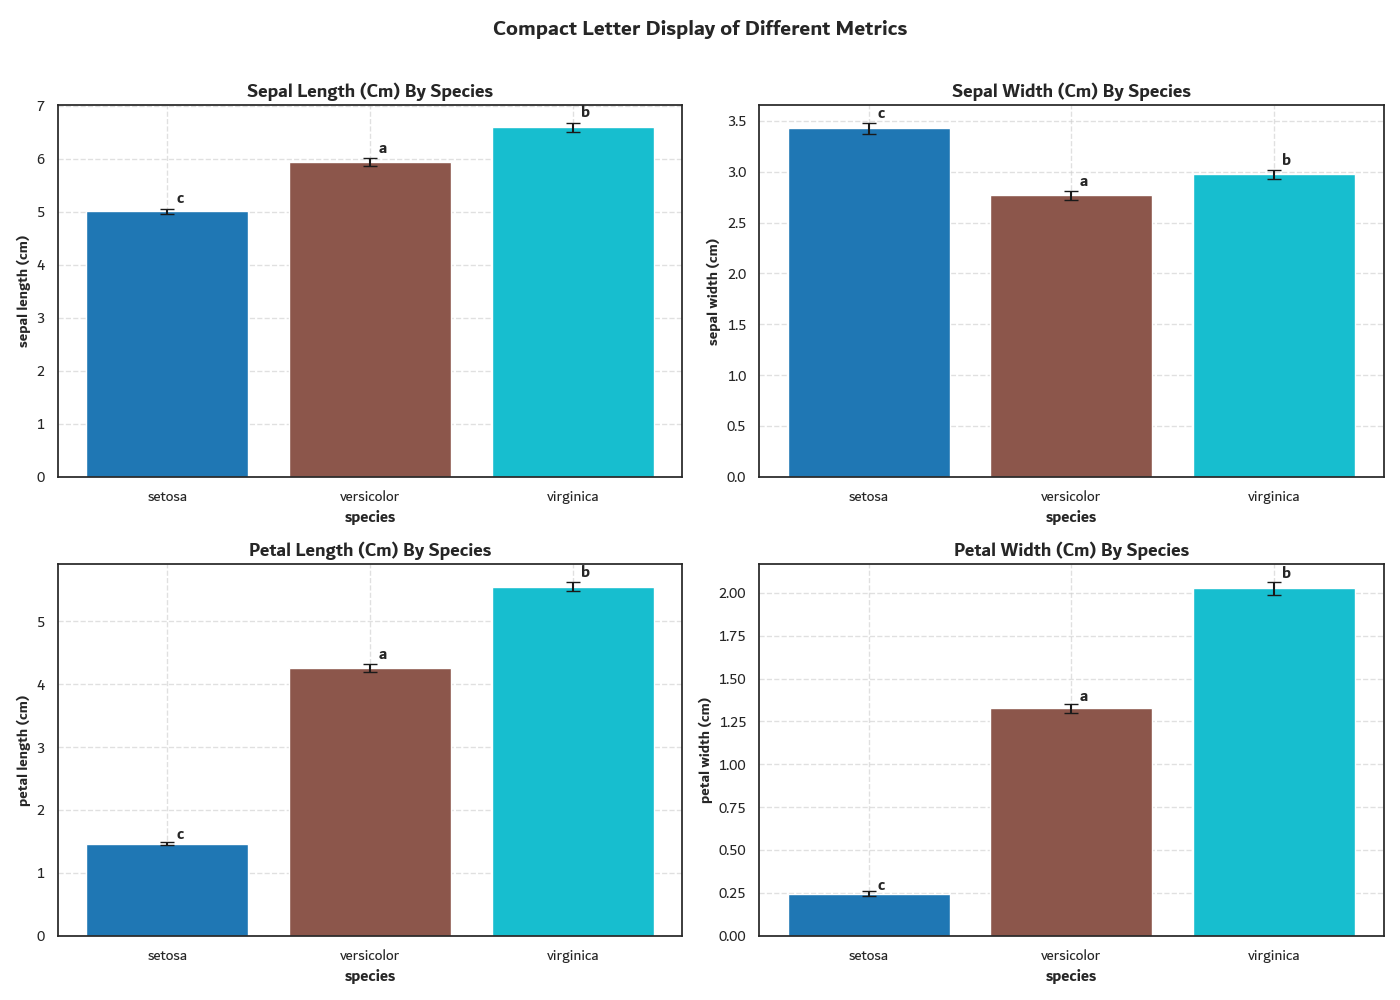 Compact Letter Display of Different Metrics
Sepal Length (Cm) By Species
7
6
5
4
3
2
1
0
sepal length (cm)
c
a
b
setosa
versicolor
virginica
species
Sepal Width (Cm) By Species
3.5
3.0
2.5
2.0
1.5
1.0
0.5
0.0
sepal width (cm)
c
a
b
setosa
versicolor
virginica
species
Petal Length (Cm) By Species
5
4
3
2
1
0
petal length (cm)
c
a
b
setosa
versicolor
virginica
species
Petal Width (Cm) By Species
2.00
1.75
1.50
1.25
1.00
0.75
0.50
0.25
0.00
petal width (cm)
c
a
b
setosa
versicolor
virginica
species